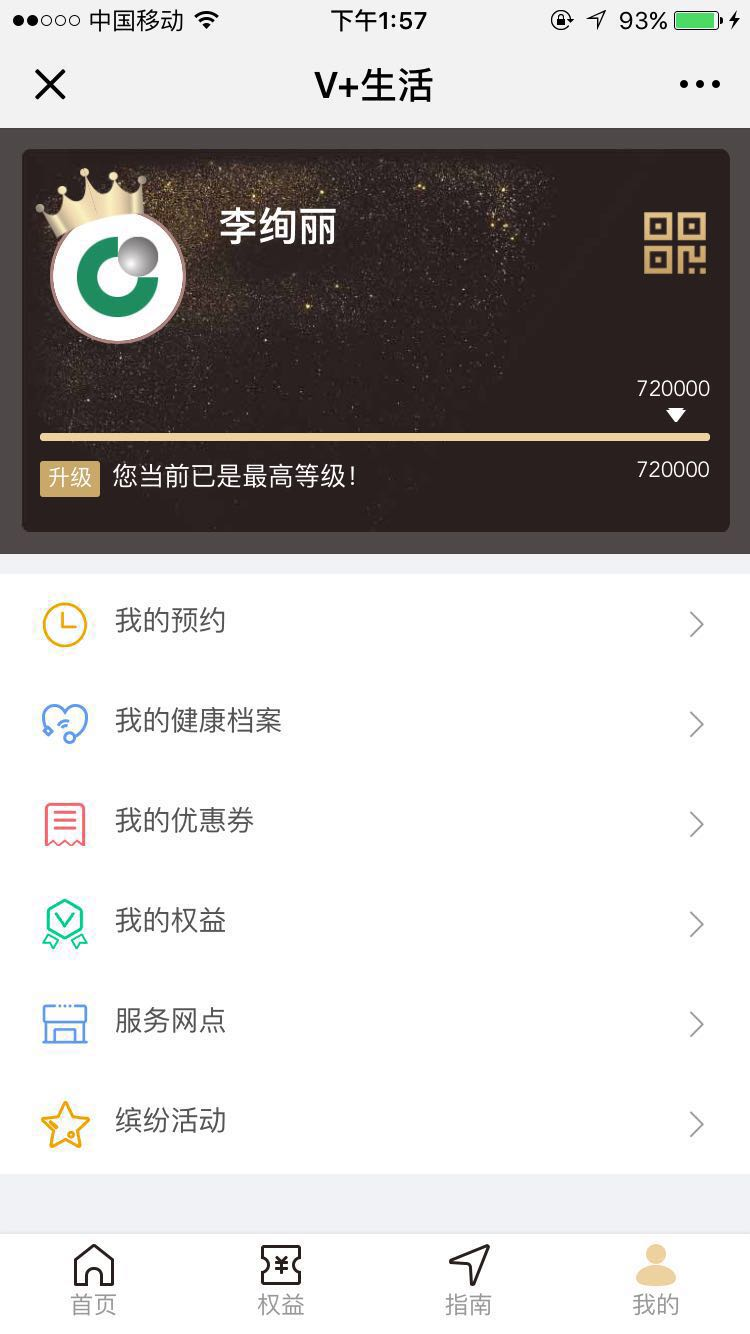 中国移动
下午1:57
93%
V+生活
李绚丽
720000
升级
您当前已是最高等级!
720000
我的预约
我的健康档案
我的优惠券
我的权益
服务网点
缤纷活动
首页
权益
指南
我的